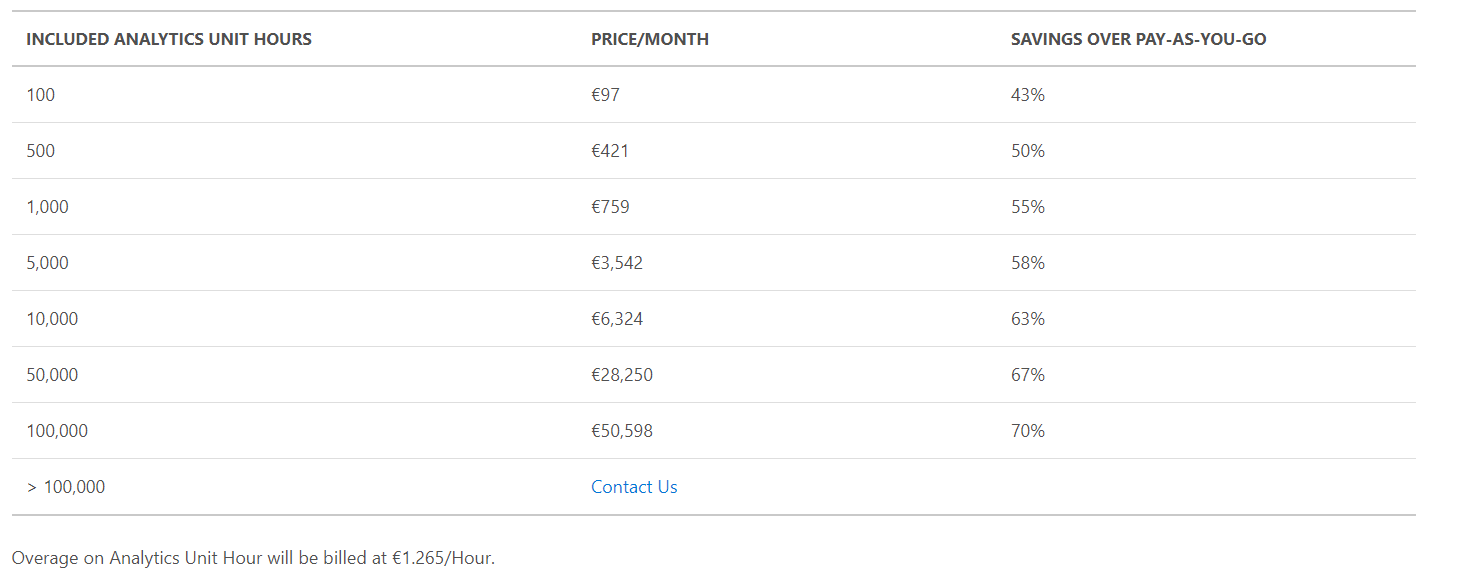 INCLUDED ANALYTICS UNIT HOURS PRICE/MONTH SAVINGS OVER PAY-AS-YOU-GO
100 €97 43%
500 €421 50%
1,000 €759 55%
5,000 €3,542 58%
10,000 €6,324 63%
50,000 €28,250 67%
100,000 €50,598 70%
> 100,000 Contact Us
Overage on Analytics Unit Hour will be billed at €1.265/Hour.